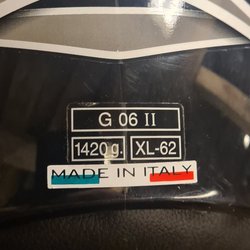 G 06 II
1420 g. XL-62
MADE IN ITALY